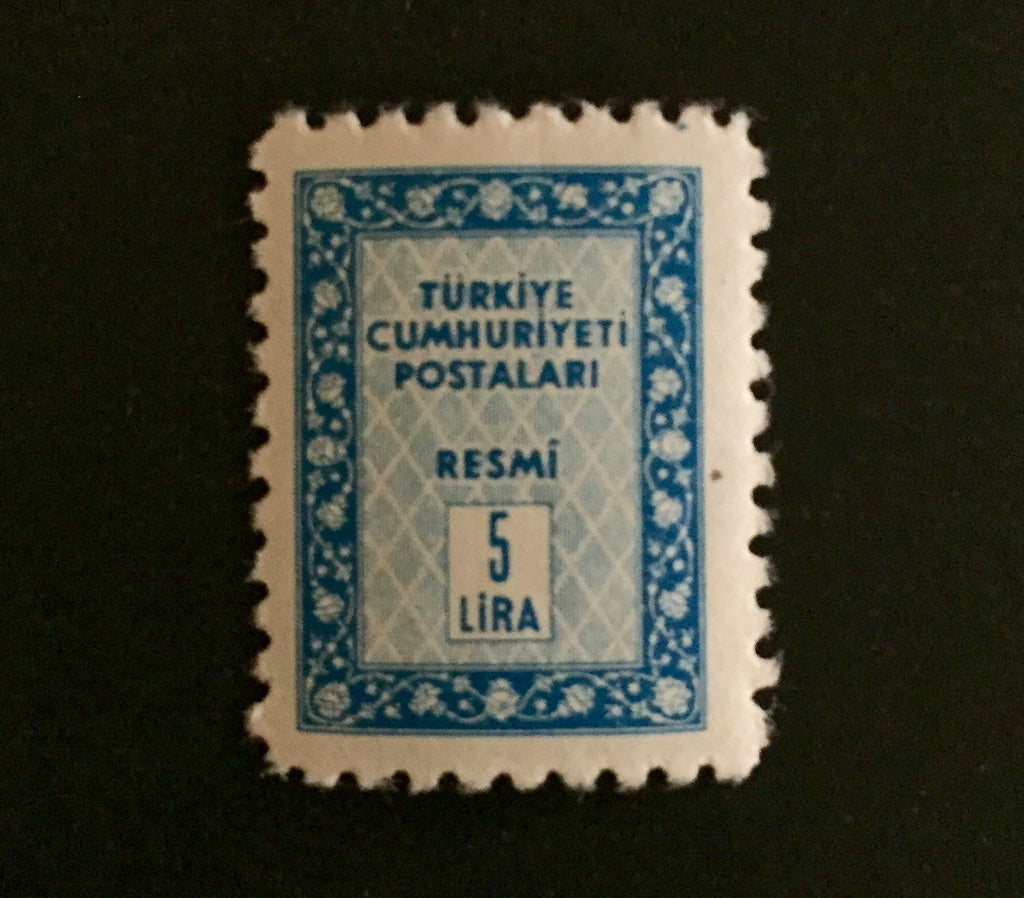 TÜRKİYE
CUMHURİYETİ
POSTALARI
RESMÎ
5
LİRA